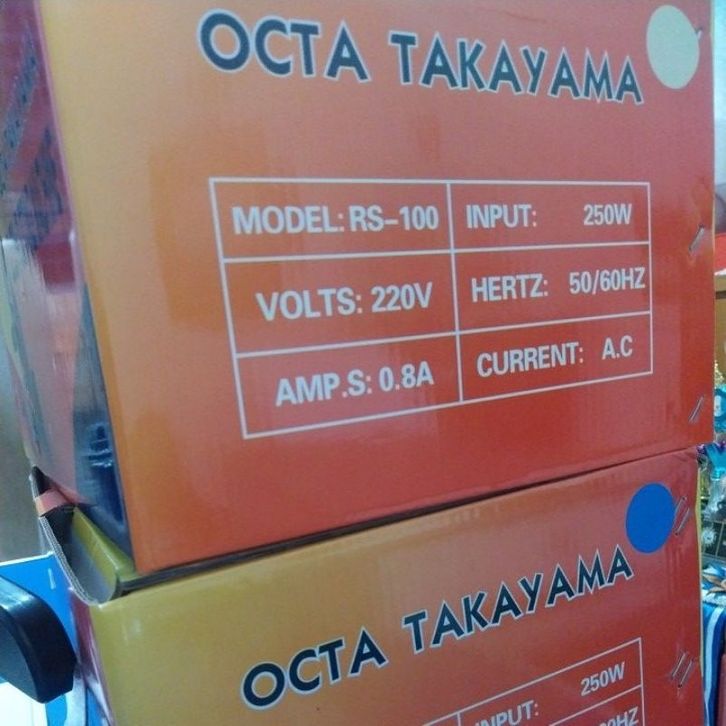 OCTA TAKAYAMA
MODEL: RS-100 INPUT: 250W
VOLTS: 220V HERTZ: 50/60HZ
AMP.S: 0.8A CURRENT: A.C
OCTA TAKAYAMA
INPUT: 250W